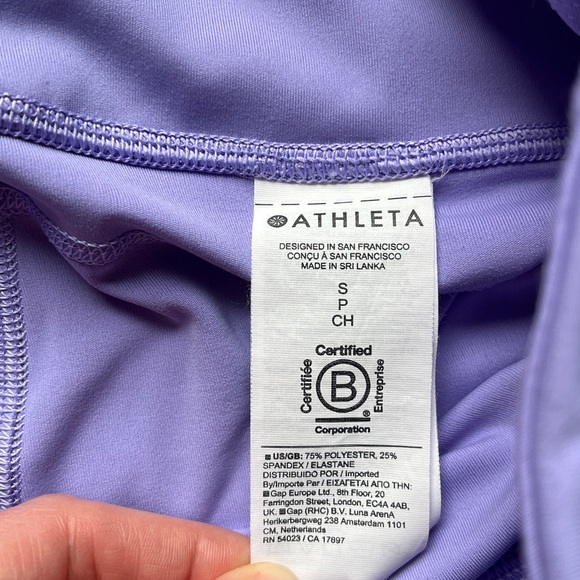 ATHLETA
DESIGNED IN SAN FRANCISCO
CONÇU À SAN FRANCISCO
MADE IN SRI LANKA
S
P
CH
Certified
Certifiée
B
Entreprise
®
Corporation
US/GB: 75% POLYESTER, 25%
SPANDEX / ELASTANE
DISTRIBUIDO POR / Imported
By/Importe Par / ΕΙΣΑΓΕΤΑΙ ΑΠΟ ΤΗΝ:
Gap Europe Ltd., 8th Floor, 20
Farringdon Street, London, EC4A 4AB,
UK. Gap (RHC) B.V. Luna ArenA
Herikerbergweg 238 Amsterdam 1101
CM, Netherlands
RN 54023 / CA 17897